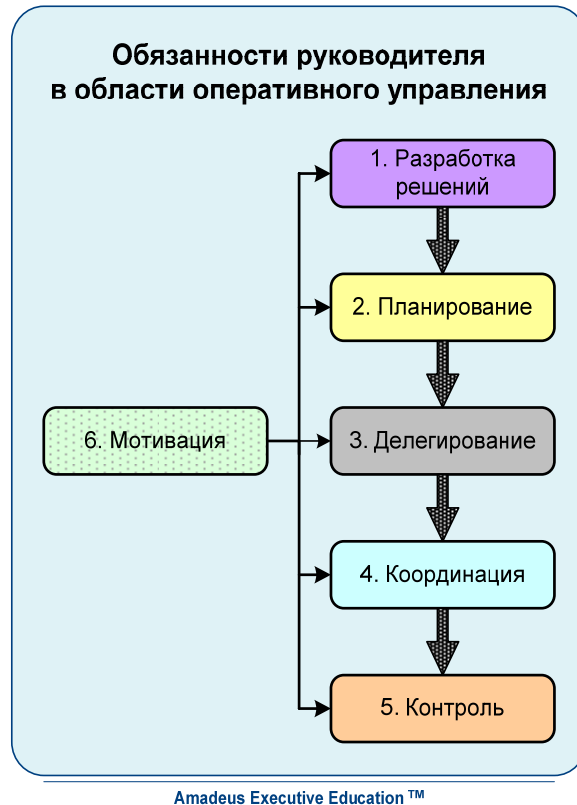 Обязанности руководителя
в области оперативного управления
1. Разработка
решений
2. Планирование
6. Мотивация
3. Делегирование
4. Координация
5. Контроль
Amadeus Executive Education ™